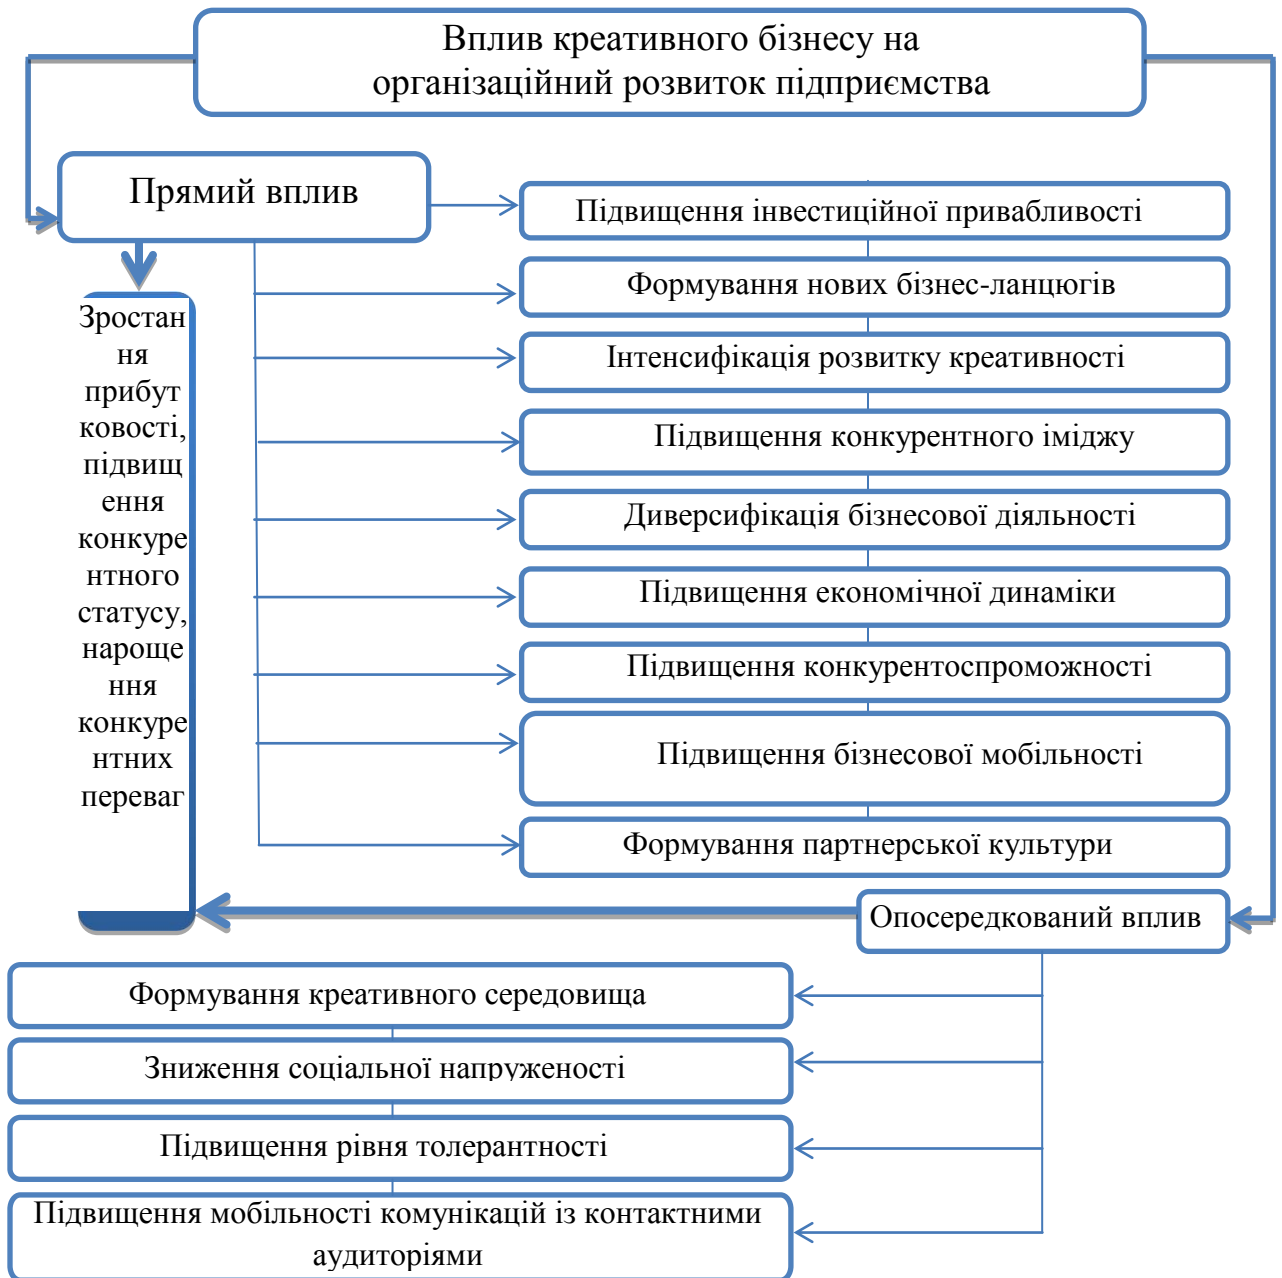 Вплив креативного бізнесу на
організаційний розвиток підприємства
Прямий вплив
Підвищення інвестиційної привабливості
Формування нових бізнес-ланцюгів
Інтенсифікація розвитку креативності
Підвищення конкурентного іміджу
Диверсифікація бізнесової діяльності
Підвищення економічної динаміки
Підвищення конкурентоспроможності
Підвищення бізнесової мобільності
Формування партнерської культури
Зростан
ня
прибут
ковості,
підвищ
ення
конкуре
нтного
статусу,
нароще
ння
конкуре
нтних
переваг
Опосередкований вплив
Формування креативного середовища
Зниження соціальної напруженості
Підвищення рівня толерантності
Підвищення мобільності комунікацій із контактними
аудиторіями